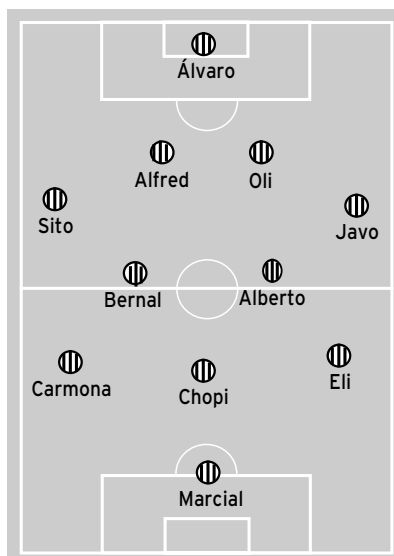 Álvaro
Alfred
Oli
Sito
Javo
Bernal
Alberto
Carmona
Chopi
Eli
Marcial